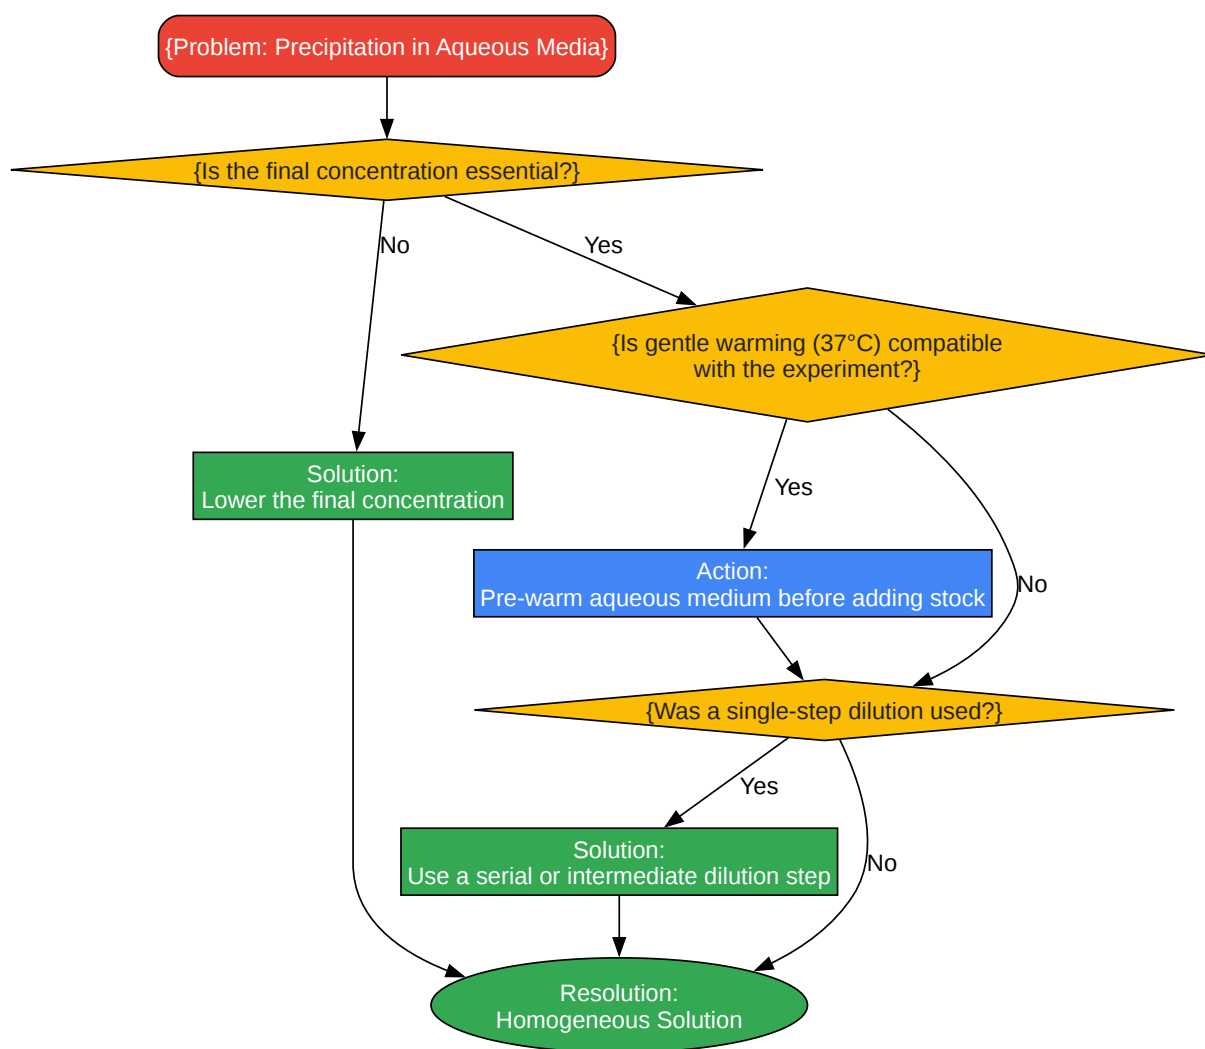 {Problem: Precipitation in Aqueous Media}
{Is the final concentration essential?}
No
Yes
{Is gentle warming (37°C) compatible
with the experiment?}
Solution:
Lower the final concentration
Yes
Action:
Pre-warm aqueous medium before adding stock
No
{Was a single-step dilution used?}
Yes
Solution:
Use a serial or intermediate dilution step
No
Resolution:
Homogeneous Solution